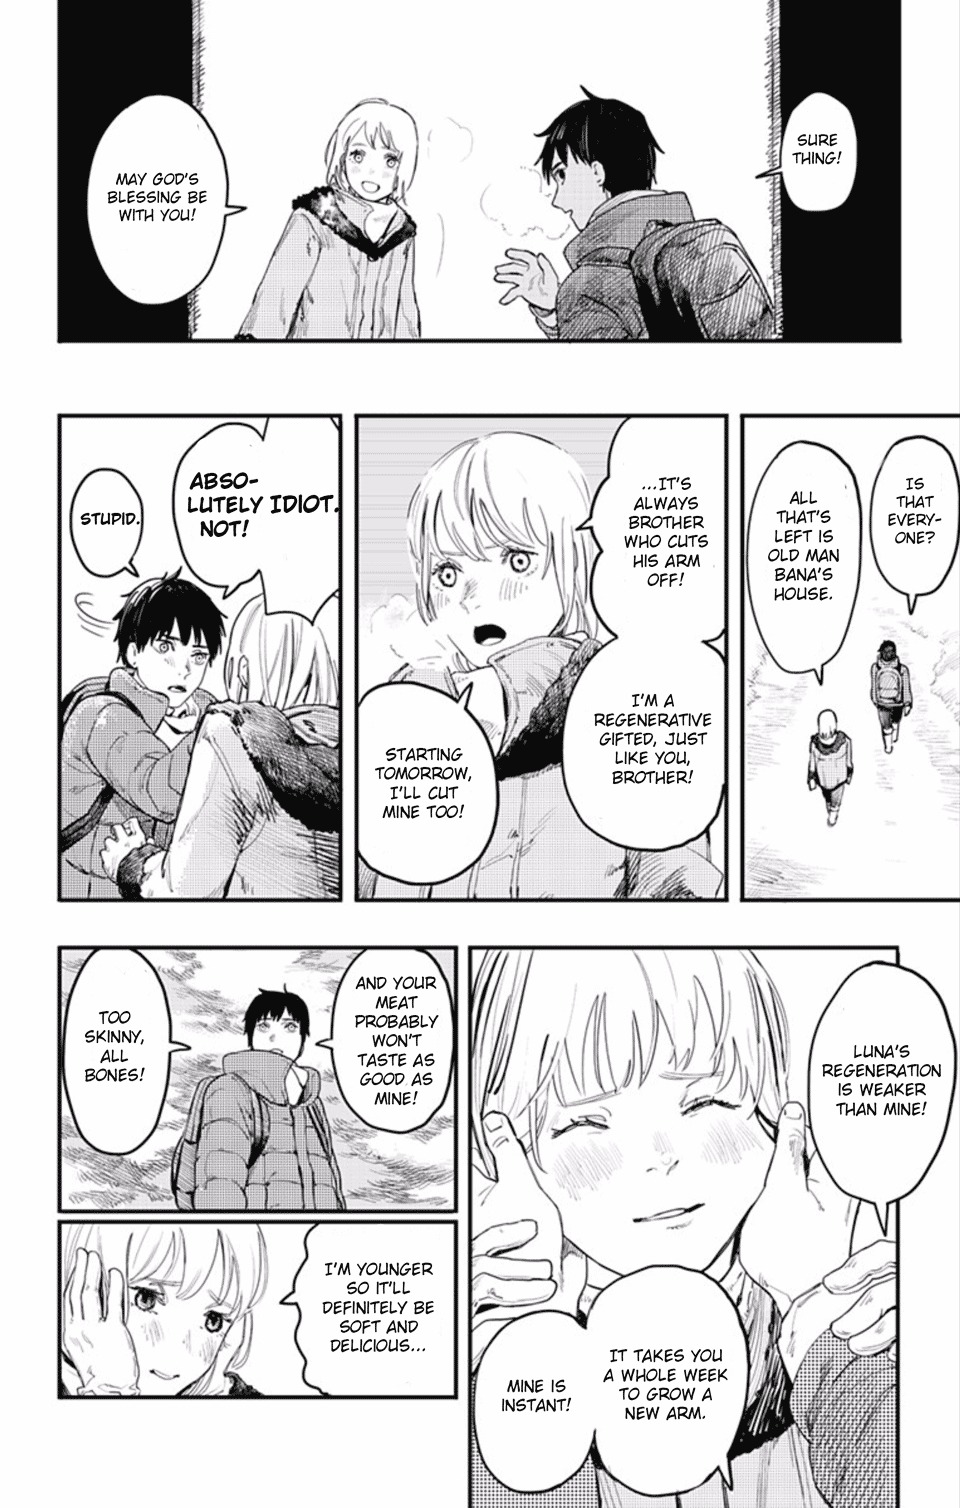 SURE
THING!
MAY GOD'S
BLESSING BE
WITH YOU!
IS
THAT
EVERY-
ONE?
ALL
THAT'S
LEFT IS
OLD MAN
BANA'S
HOUSE.
...IT'S
ALWAYS
BROTHER
WHO CUTS
HIS ARM
OFF!
I'M A
REGENERATIVE
GIFTED, JUST
LIKE YOU,
BROTHER!
STARTING
TOMORROW,
I'LL CUT
MINE TOO!
ABSO-
LUTELY IDIOT.
NOT!
STUPID.
LUNA'S
REGENERATION
IS WEAKER
THAN MINE!
IT TAKES YOU
A WHOLE WEEK
TO GROW A
NEW ARM.
MINE IS
INSTANT!
AND YOUR
MEAT
PROBABLY
WON'T
TASTE AS
GOOD AS
MINE!
TOO
SKINNY,
ALL
BONES!
I'M YOUNGER
SO IT'LL
DEFINITELY BE
SOFT AND
DELICIOUS...